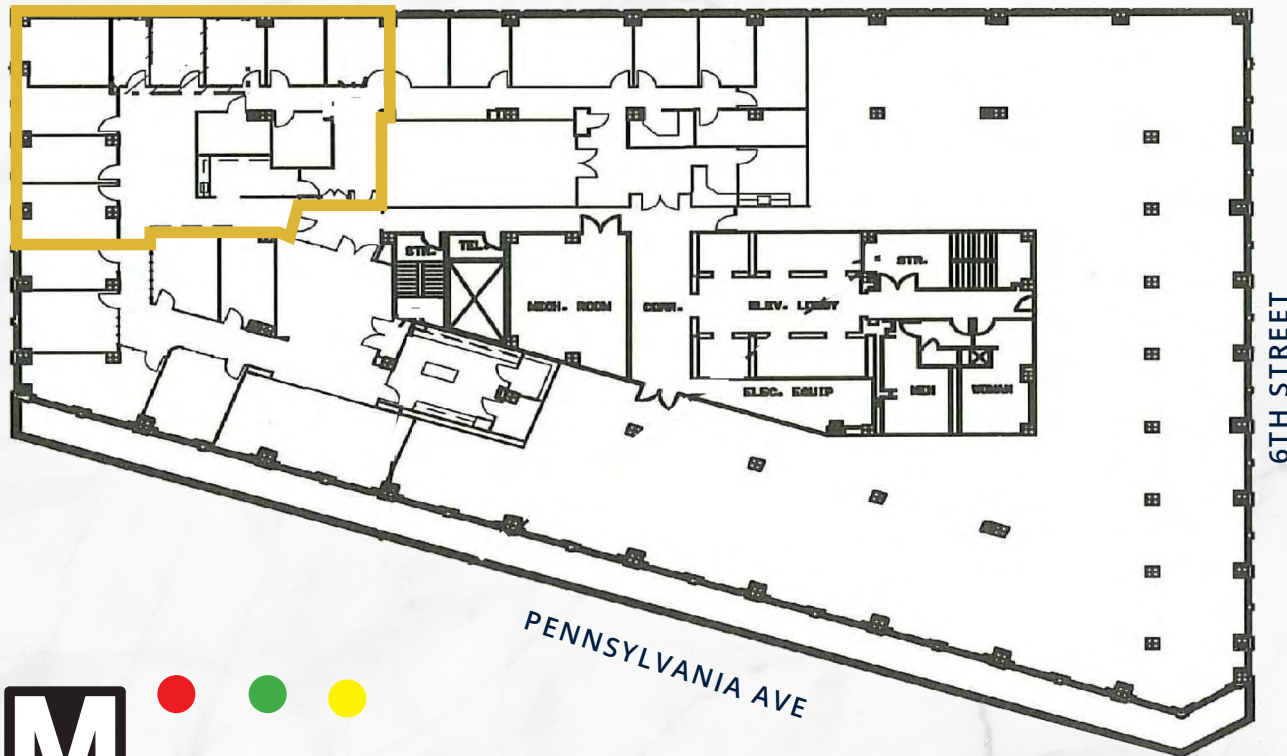 STR.
TEL.
MECH. ROOM
CORR.
ELEV. LOBBY
STR.
ELEC. EQUIP
MEN
WOMAN
6TH STREET
PENNSYLVANIA AVE
M